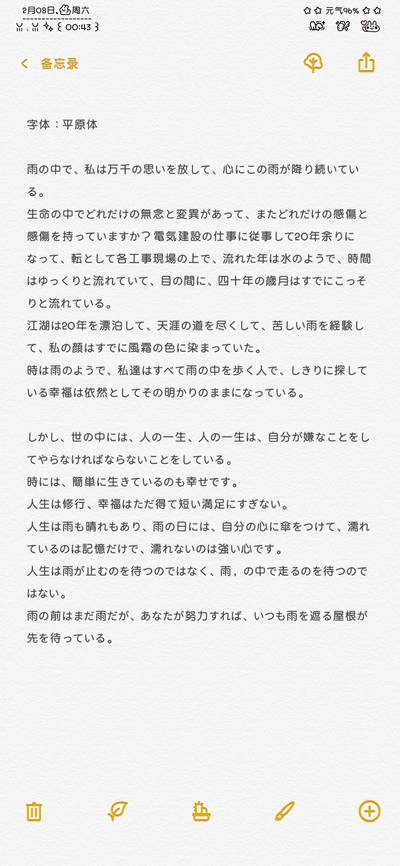 2月08日.周六
元气96%
00:43
备忘录
字体：平原体
雨の中で、私は万千の思いを放して、心にこの雨が降り続いてい
る。
生命の中でどれだけの無念と変異があって、またどれだけの感傷と
感傷を持っていますか？電気建設の仕事に従事して20年余りに
なって、転として各工事現場の上で、流れた年は水のようで、時間
はゆっくりと流れていて、目の間に、四十年の歳月はすでにこっそ
りと流れている。
江湖は20年を漂泊して、天涯の道を尽くして、苦しい雨を経験し
て、私の顔はすでに風霜の色に染まっていた。
時は雨のようで、私達はすべて雨の中を歩く人で、しきりに探して
いる幸福は依然としてその明かりのままになっている。
しかし、世の中には、人の一生、人の一生は、自分が嫌なことをし
てやらなければならないことをしている。
時には、簡単に生きているのも幸せです。
人生は修行、幸福はただ得て短い満足にすぎない。
人生は雨も晴れもあり、雨の日には、自分の心に傘をつけて、濡れ
ているのは記憶だけで、濡れないのは強い心です。
人生は雨が止むのを待つのではなく、雨，の中で走るのを待つので
はない。
雨の前はまだ雨だが、あなたが努力すれば、いつも雨を遮る屋根が
先を待っている。